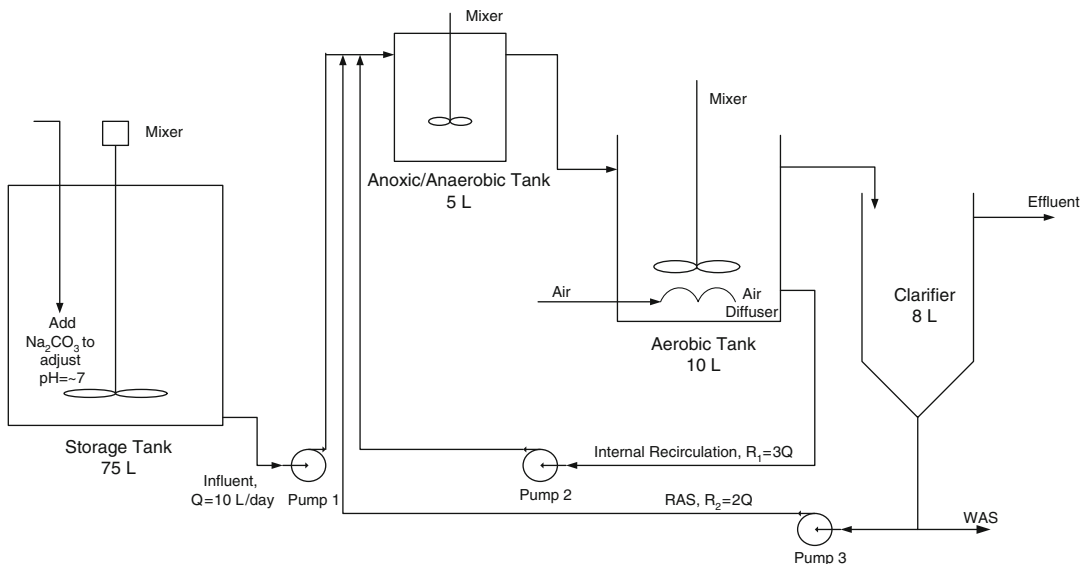 Mixer
Mixer
Anoxic/Anaerobic Tank
5 L
Mixer
Effluent
Add
Na₂CO₃ to
adjust
pH=~7
Air
Air
Diffuser
Clarifier
8 L
Aerobic Tank
10 L
Storage Tank
75 L
Influent,
Q=10 L/day
Pump 1
Internal Recirculation, R₁=3Q
Pump 2
RAS, R₂=2Q
WAS
Pump 3